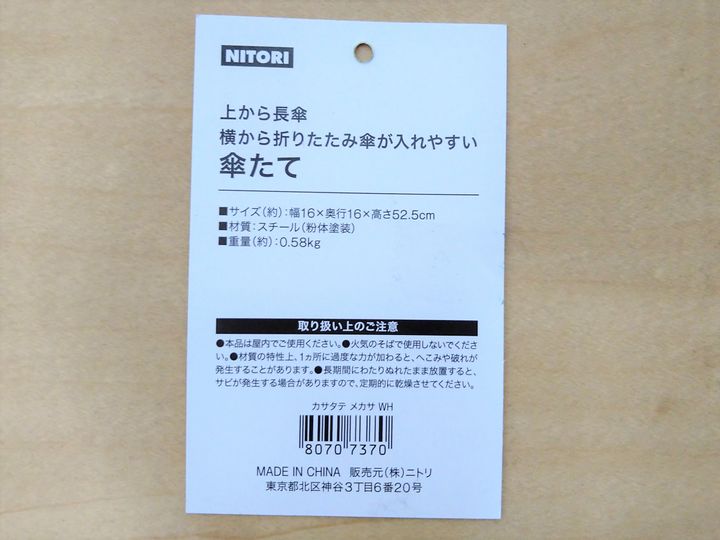 NITORI
上から長傘
横から折りたたみ傘が入れやすい
傘たて
■サイズ(約):幅16×奥行16×高さ52.5cm
■材質:スチール(粉体塗装)
■重量(約):0.58kg
取り扱い上のご注意
●本品は屋内でご使用ください。●火気のそばで使用しないでくださ
い。●材質の特性上、1ヵ所に過度な力が加わると、へこみや破れが
発生することがあります。●長期間にわたりぬれたまま放置すると、
サビが発生する場合がありますので、定期的に乾燥させてください。
カサタテ メカサ WH
8070 7370
MADE IN CHINA 販売元(株)ニトリ
東京都北区神谷3丁目6番20号